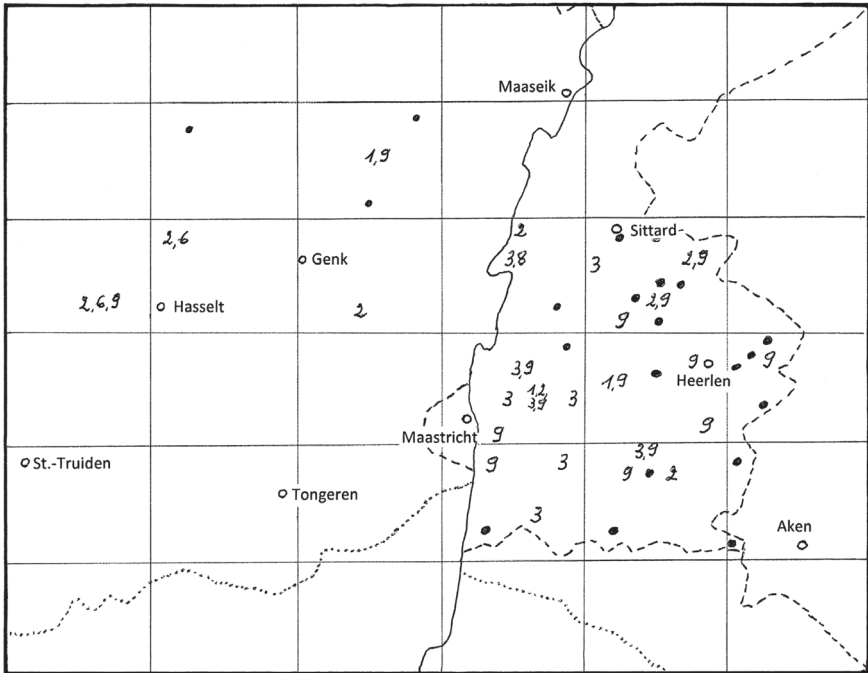 Maaseik
1,9
2
Sittard
2,6
3,8
3
2,9
Genk
2,6,9
Hasselt
2
2,9
9
3,9
9
9
1,9
Heerlen
3
1,2
3,9
3
9
Maastricht
9
3,9
St.-Truiden
9
3
9
2
Tongeren
3
Aken